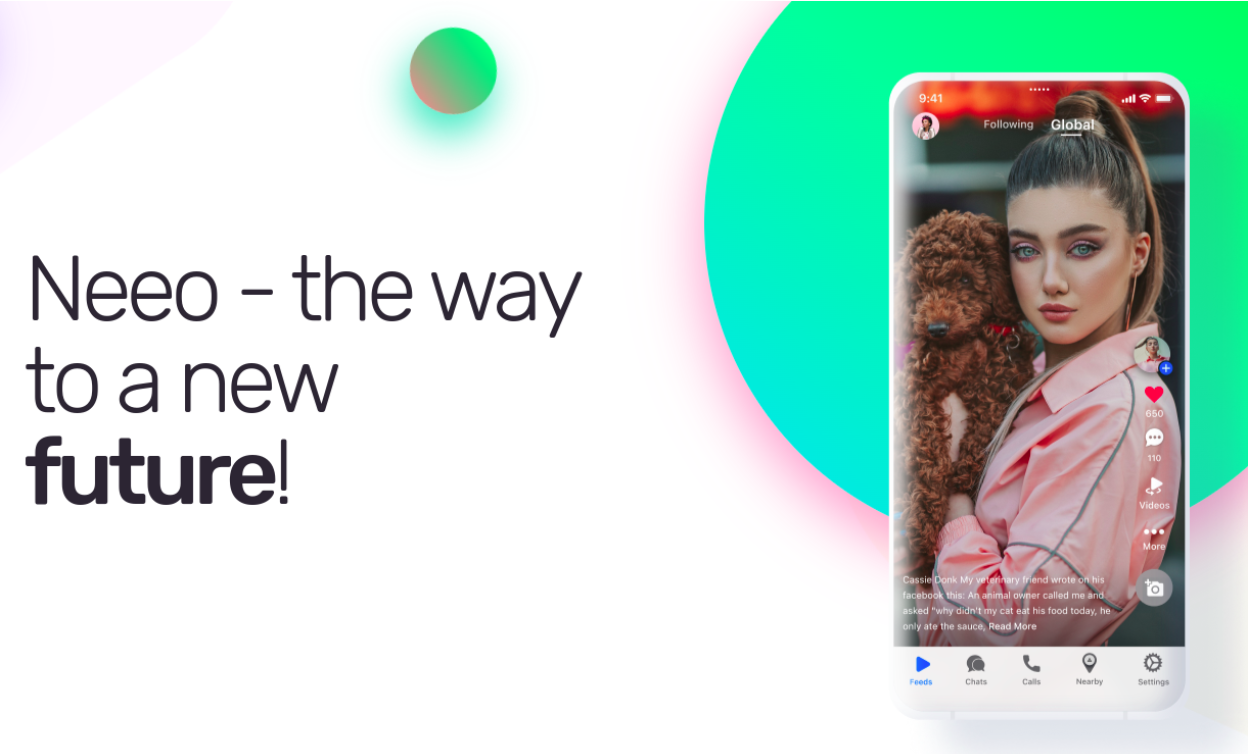 Neeo - the way
to a new
future!
9:41
Following Global
650
110
Videos
More
Cassie Donk My veterinary friend wrote on his
facebook this: An animal owner called me and
asked "why didn't my cat eat his food today, he
only ate the sauce, Read More
Feeds Chats Calls Nearby Settings